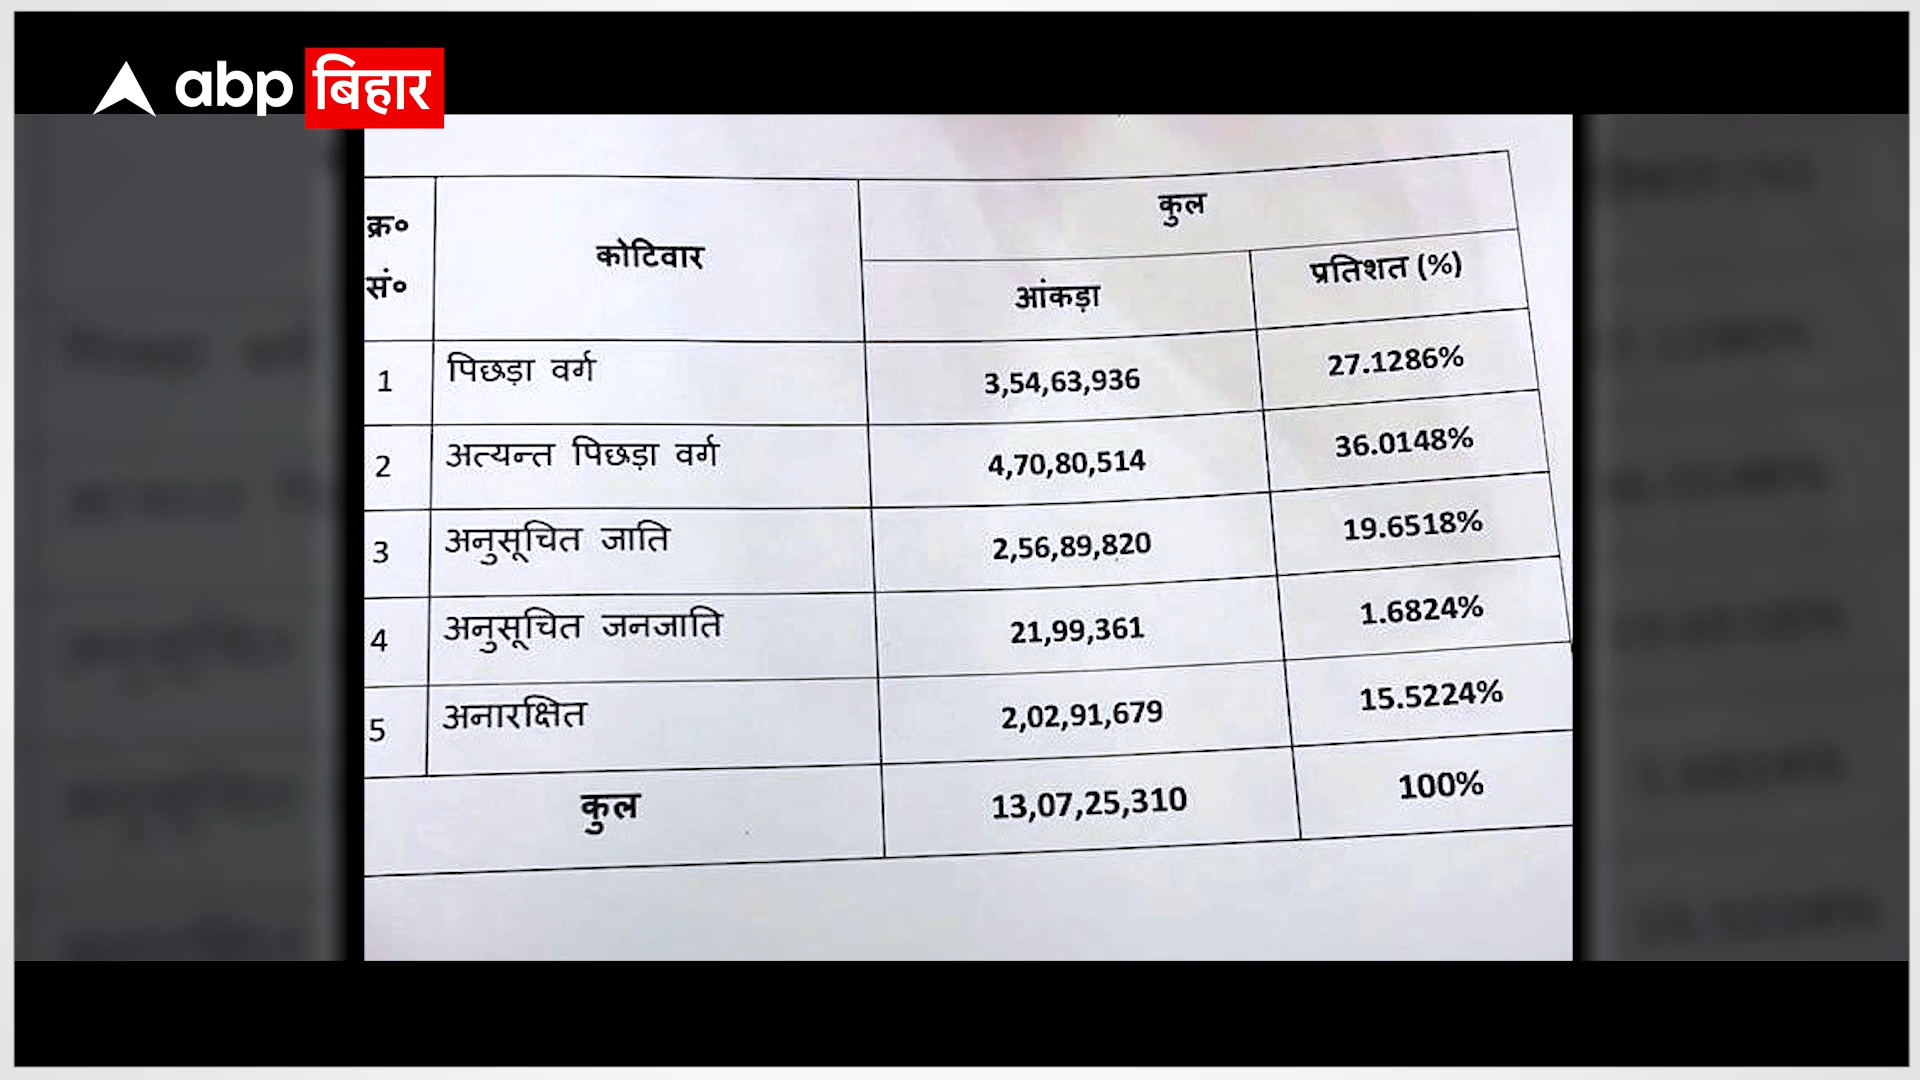 abp बिहार
क्र० सं० कोटिवार कुल
आंकड़ा प्रतिशत (%)
1 पिछड़ा वर्ग 3,54,63,936 27.1286%
2 अत्यन्त पिछड़ा वर्ग 4,70,80,514 36.0148%
3 अनुसूचित जाति 2,56,89,820 19.6518%
4 अनुसूचित जनजाति 21,99,361 1.6824%
5 अनारक्षित 2,02,91,679 15.5224%
कुल 13,07,25,310 100%